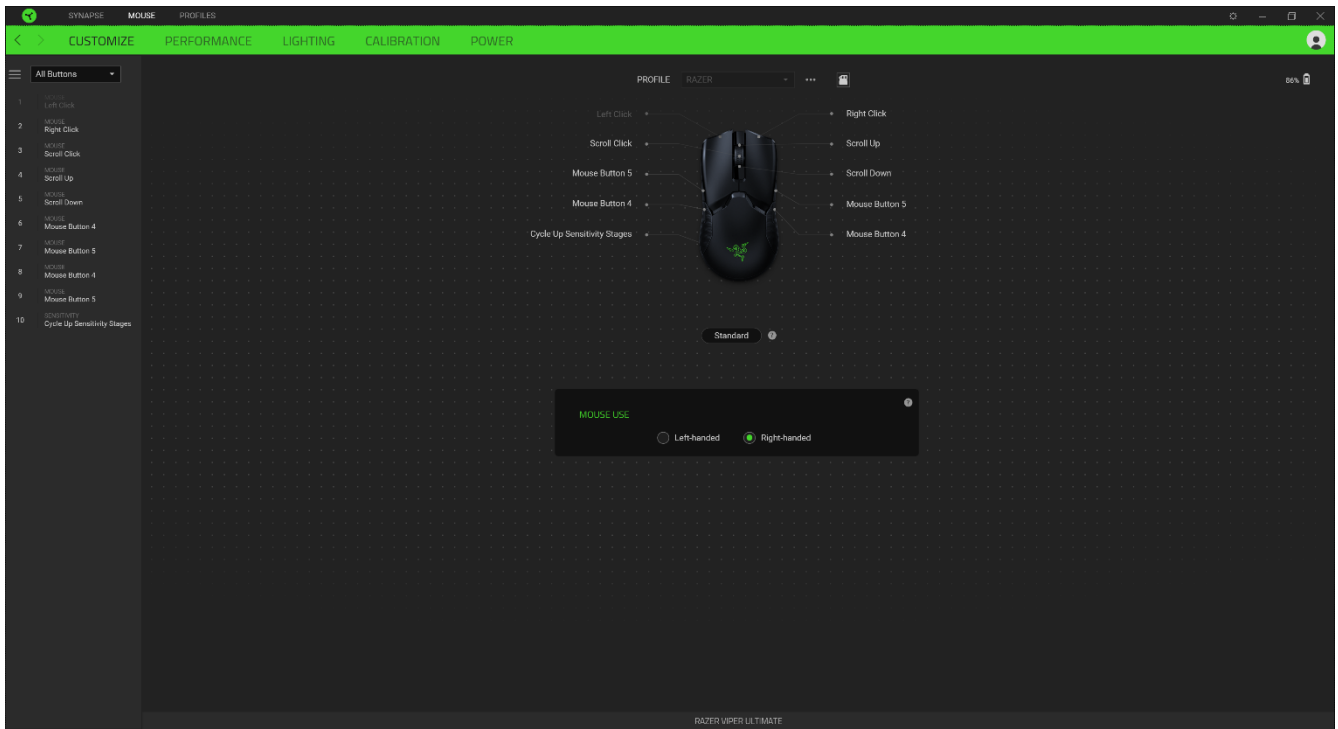 SYNAPSE MOUSE PROFILES
CUSTOMIZE PERFORMANCE LIGHTING CALIBRATION POWER
All Buttons
1 MOUSE
Left Click
2 MOUSE
Right Click
3 MOUSE
Scroll Click
4 MOUSE
Scroll Up
5 MOUSE
Scroll Down
6 MOUSE
Mouse Button 4
7 MOUSE
Mouse Button 5
8 MOUSE
Mouse Button 4
9 MOUSE
Mouse Button 5
10 SENSITIVITY
Cycle Up Sensitivity Stages
PROFILE RAZER ...
86%
Left Click
Right Click
Scroll Click
Scroll Up
Mouse Button 5
Scroll Down
Mouse Button 4
Mouse Button 5
Cycle Up Sensitivity Stages
Mouse Button 4
Standard ?
MOUSE USE ?
Left-handed Right-handed
RAZER VIPER ULTIMATE